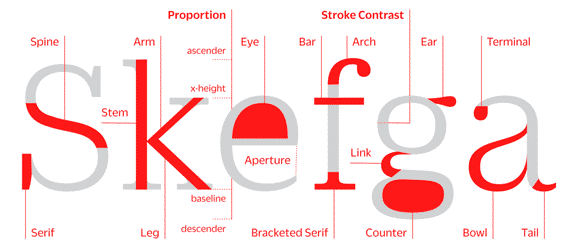 Proportion Stroke Contrast
Spine Arm ascender Eye Bar Arch Ear Terminal
x-height
Stem
Skefga
Aperture Link
baseline
Serif Leg descender Bracketed Serif Counter Bowl Tail